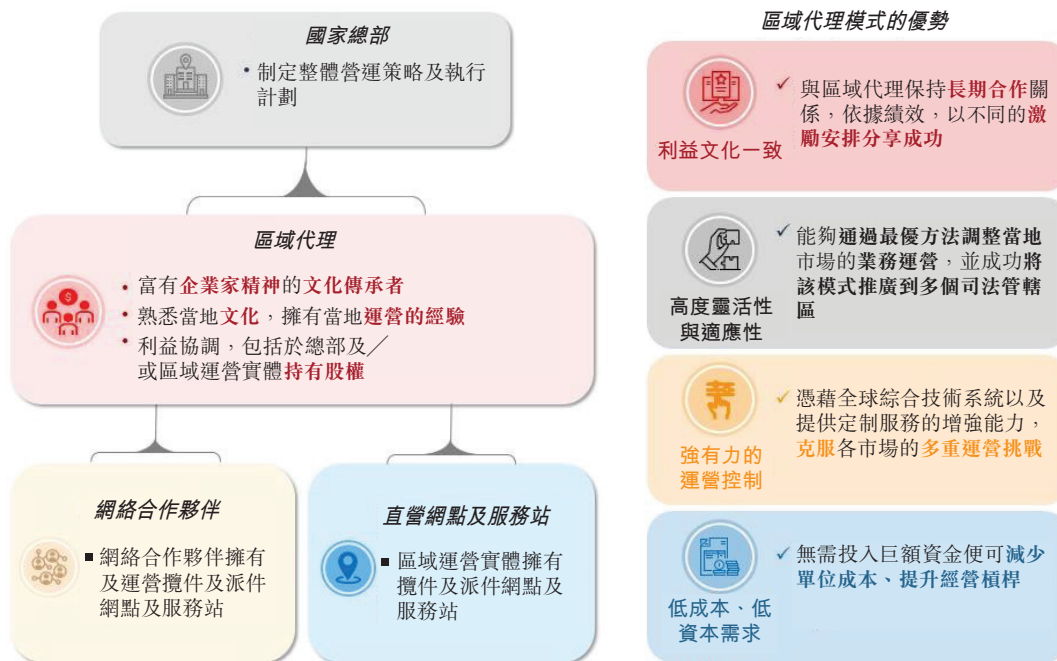 國家總部
• 制定整體營運策略及執行
計劃
區域代理
• 富有企業家精神的文化傳承者
• 熟悉當地文化，擁有當地運營的經驗
• 利益協調，包括於總部及／
或區域運營實體持有股權
網絡合作夥伴
■ 網絡合作夥伴擁有
及運營攬件及派件
網點及服務站
直營網點及服務站
■ 區域運營實體擁有
攬件及派件網點及
服務站
區域代理模式的優勢
利益文化一致
✓ 與區域代理保持長期合作關
係，依據績效，以不同的激
勵安排分享成功
高度靈活性
與適應性
✓ 能夠通過最優方法調整當地
市場的業務運營，並成功將
該模式推廣到多個司法管轄
區
強有力的
運營控制
✓ 憑藉全球綜合技術系統以及
提供定制服務的增強能力，
克服各市場的多重運營挑戰
低成本、低
資本需求
✓ 無需投入巨額資金便可減少
單位成本、提升經營槓桿